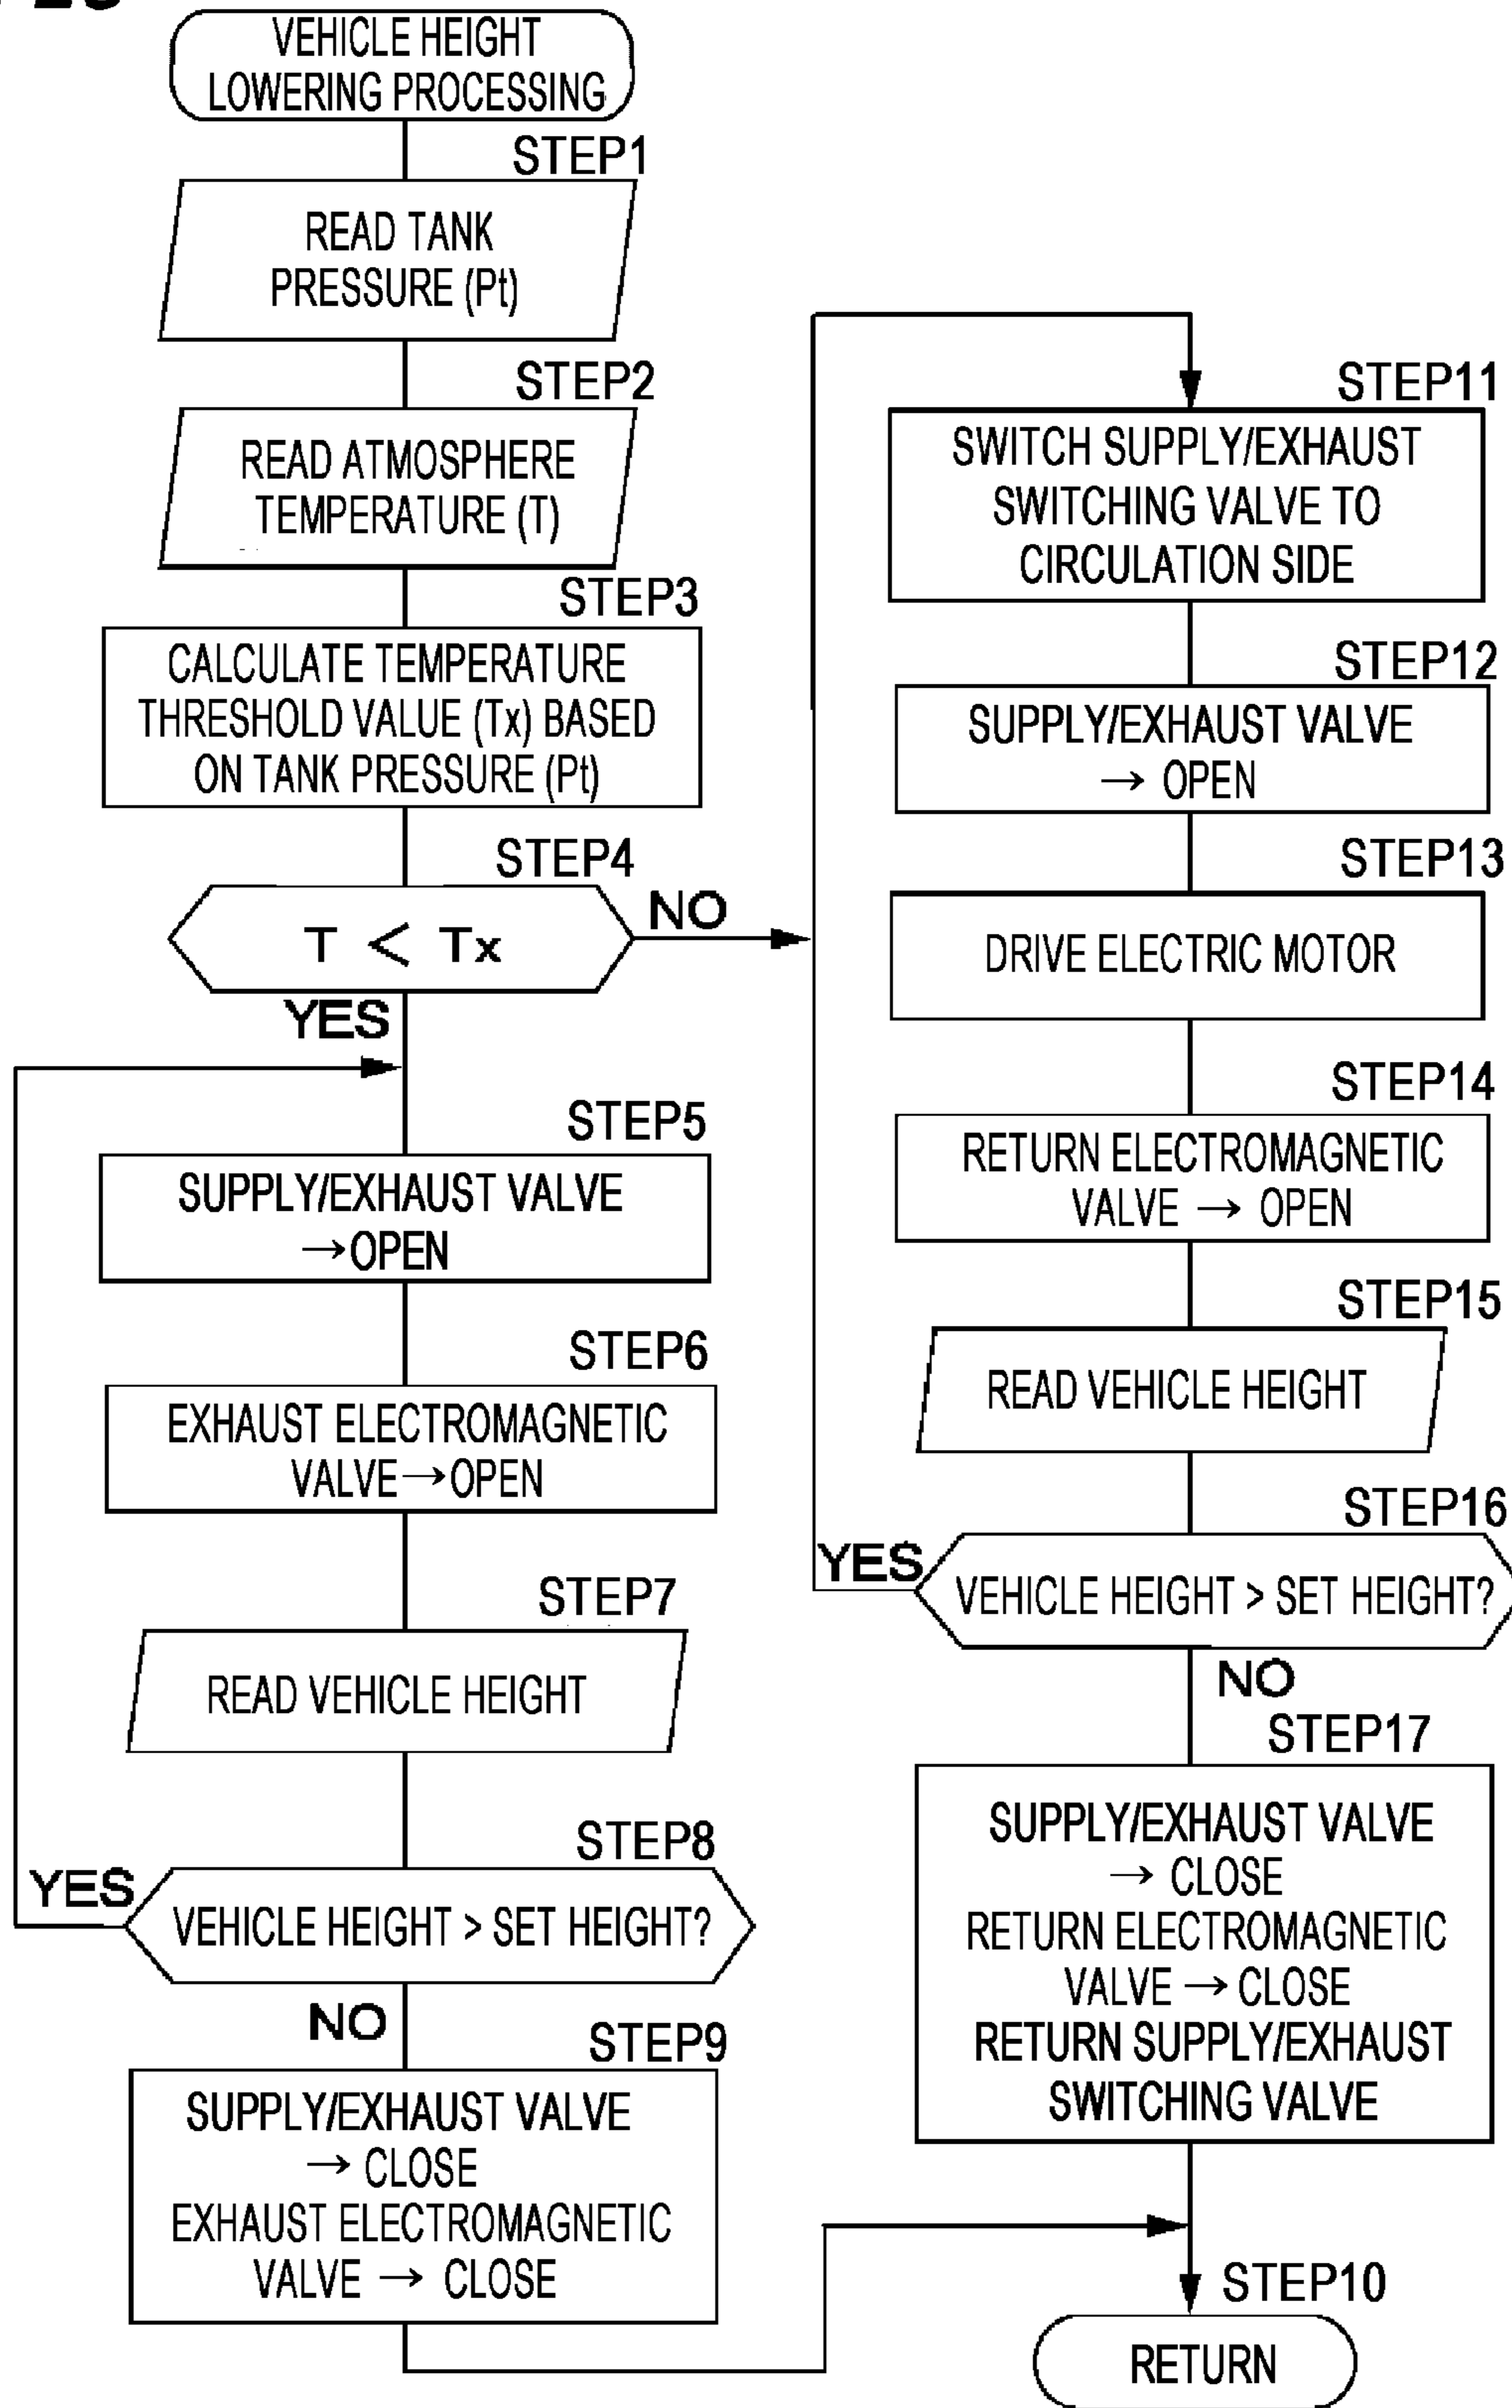 VEHICLE HEIGHT
LOWERING PROCESSING
STEP1
READ TANK
PRESSURE (Pt)
STEP2
READ ATMOSPHERE
TEMPERATURE (T)
STEP3
CALCULATE TEMPERATURE
THRESHOLD VALUE (Tx) BASED
ON TANK PRESSURE (Pt)
STEP4
T < Tx
NO
YES
STEP5
SUPPLY/EXHAUST VALVE
→OPEN
STEP6
EXHAUST ELECTROMAGNETIC
VALVE→OPEN
STEP7
READ VEHICLE HEIGHT
STEP8
YES
VEHICLE HEIGHT > SET HEIGHT?
NO
STEP9
SUPPLY/EXHAUST VALVE
→ CLOSE
EXHAUST ELECTROMAGNETIC
VALVE → CLOSE
STEP11
SWITCH SUPPLY/EXHAUST
SWITCHING VALVE TO
CIRCULATION SIDE
STEP12
SUPPLY/EXHAUST VALVE
→ OPEN
STEP13
DRIVE ELECTRIC MOTOR
STEP14
RETURN ELECTROMAGNETIC
VALVE → OPEN
STEP15
READ VEHICLE HEIGHT
STEP16
YES
VEHICLE HEIGHT > SET HEIGHT?
NO
STEP17
SUPPLY/EXHAUST VALVE
→ CLOSE
RETURN ELECTROMAGNETIC
VALVE → CLOSE
RETURN SUPPLY/EXHAUST
SWITCHING VALVE
STEP10
RETURN